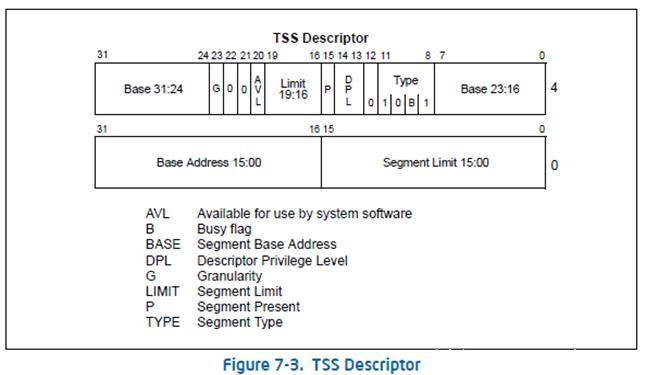 TSS Descriptor
31 24 23 22 21 20 19 16 15 14 13 12 11 8 7 0
Base 31:24 G 0 0 A V L Limit 19:16 P D P L 0 Type 1 0 B 1 Base 23:16 4
31 16 15 0
Base Address 15:00 Segment Limit 15:00 0
AVL Available for use by system software
B Busy flag
BASE Segment Base Address
DPL Descriptor Privilege Level
G Granularity
LIMIT Segment Limit
P Segment Present
TYPE Segment Type
Figure 7-3. TSS Descriptor